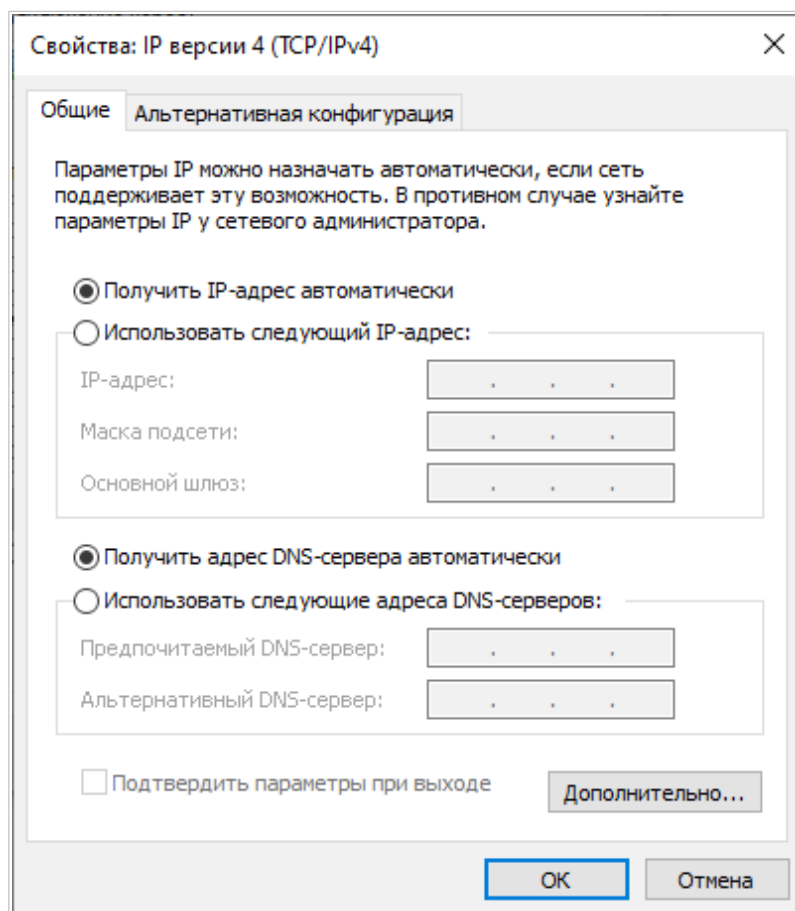 Свойства: IP версии 4 (TCP/IPv4)
Общие
Альтернативная конфигурация
Параметры IP можно назначать автоматически, если сеть
поддерживает эту возможность. В противном случае узнайте
параметры IP у сетевого администратора.
Получить IP-адрес автоматически
Использовать следующий IP-адрес:
IP-адрес:
Маска подсети:
Основной шлюз:
Получить адрес DNS-сервера автоматически
Использовать следующие адреса DNS-серверов:
Предпочитаемый DNS-сервер:
Альтернативный DNS-сервер:
Подтвердить параметры при выходе
Дополнительно...
ОК
Отмена